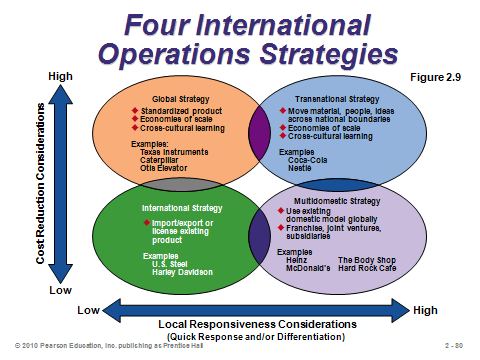 Four International
Operations Strategies
High
Figure 2.9
Cost Reduction Considerations
Global Strategy
Standardized product
Economies of scale
Cross-cultural learning
Examples:
Texas Instruments
Caterpillar
Otis Elevator
Transnational Strategy
Move material, people, ideas
across national boundaries
Economies of scale
Cross-cultural learning
Examples
Coca-Cola
Nestlé
International Strategy
Import/export or
license existing
product
Examples
U.S. Steel
Harley Davidson
Multidomestic Strategy
Use existing
domestic model globally
Franchise, joint ventures,
subsidiaries
Examples
Heinz The Body Shop
McDonald's Hard Rock Cafe
Low
Low High
Local Responsiveness Considerations
(Quick Response and/or Differentiation)
© 2010 Pearson Education, Inc. publishing as Prentice Hall
2 - 80